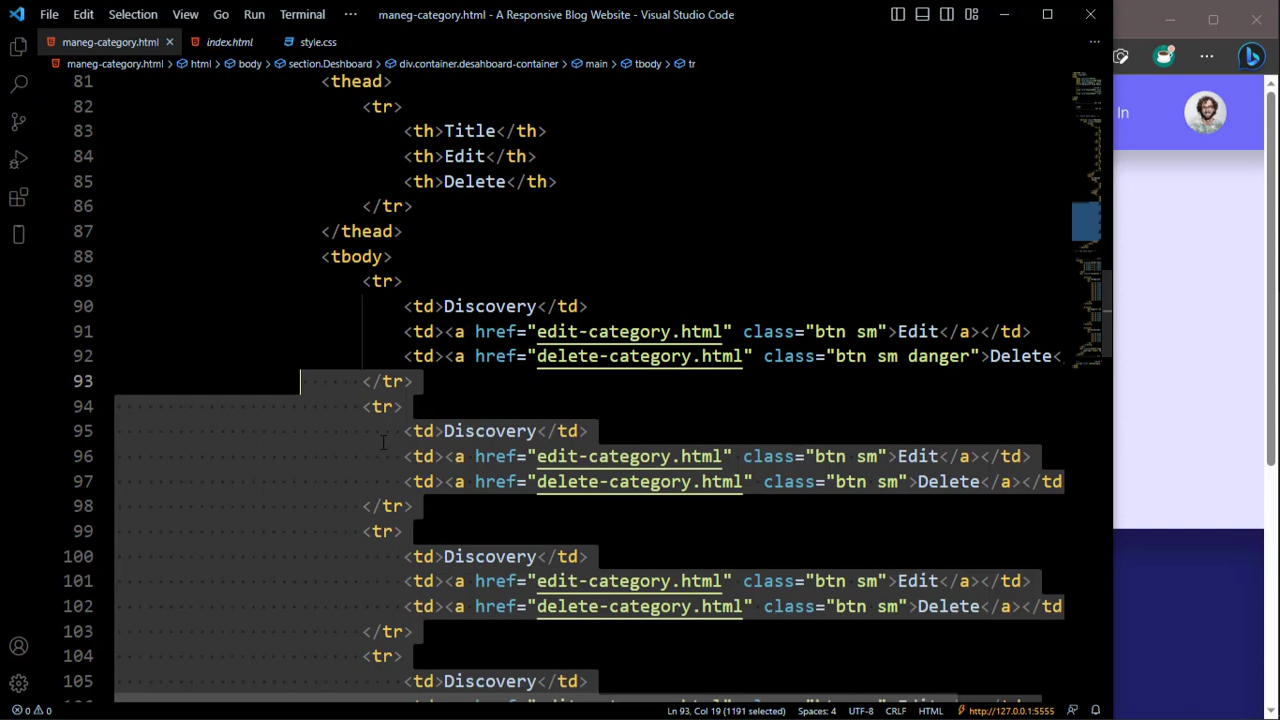 File Edit Selection View Go Run Terminal ··· maneg-category.html - A Responsive Blog Website - Visual Studio Code
maneg-category.html index.html style.css
maneg-category.html > html > body > section.Deshboard > div.container.desahboard-container > main > tbody > tr
81 <thead>
82 <tr>
83 <th>Title</th>
84 <th>Edit</th>
85 <th>Delete</th>
86 </tr>
87 </thead>
88 <tbody>
89 <tr>
90 <td>Discovery</td>
91 <td><a href="edit-category.html" class="btn sm">Edit</a></td>
92 <td><a href="delete-category.html" class="btn sm danger">Delete<
93 </tr>
94 <tr>
95 <td>Discovery</td>
96 <td><a href="edit-category.html" class="btn sm">Edit</a></td>
97 <td><a href="delete-category.html" class="btn sm">Delete</a></td
98 </tr>
99 <tr>
100 <td>Discovery</td>
101 <td><a href="edit-category.html" class="btn sm">Edit</a></td>
102 <td><a href="delete-category.html" class="btn sm">Delete</a></td
103 </tr>
104 <tr>
105 <td>Discovery</td>
In
0 0 Ln 93, Col 19 (1191 selected) Spaces: 4 UTF-8 CRLF HTML http://127.0.0.1:5555